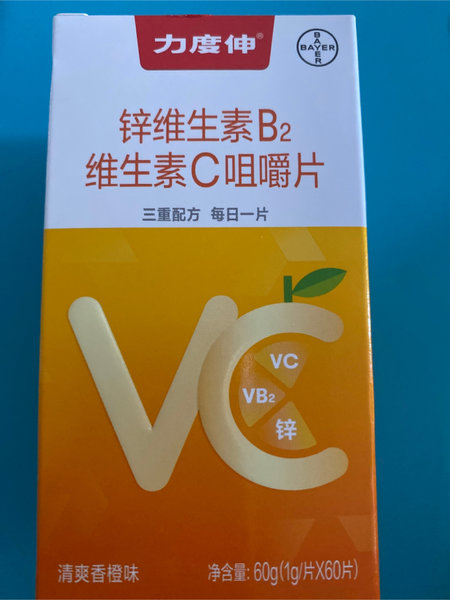 力度伸®
BAYER
BAYER
锌维生素B₂
维生素C咀嚼片
三重配方 每日一片
VC
VC
VB₂
锌
清爽香橙味
净含量: 60g(1g/片X60片)